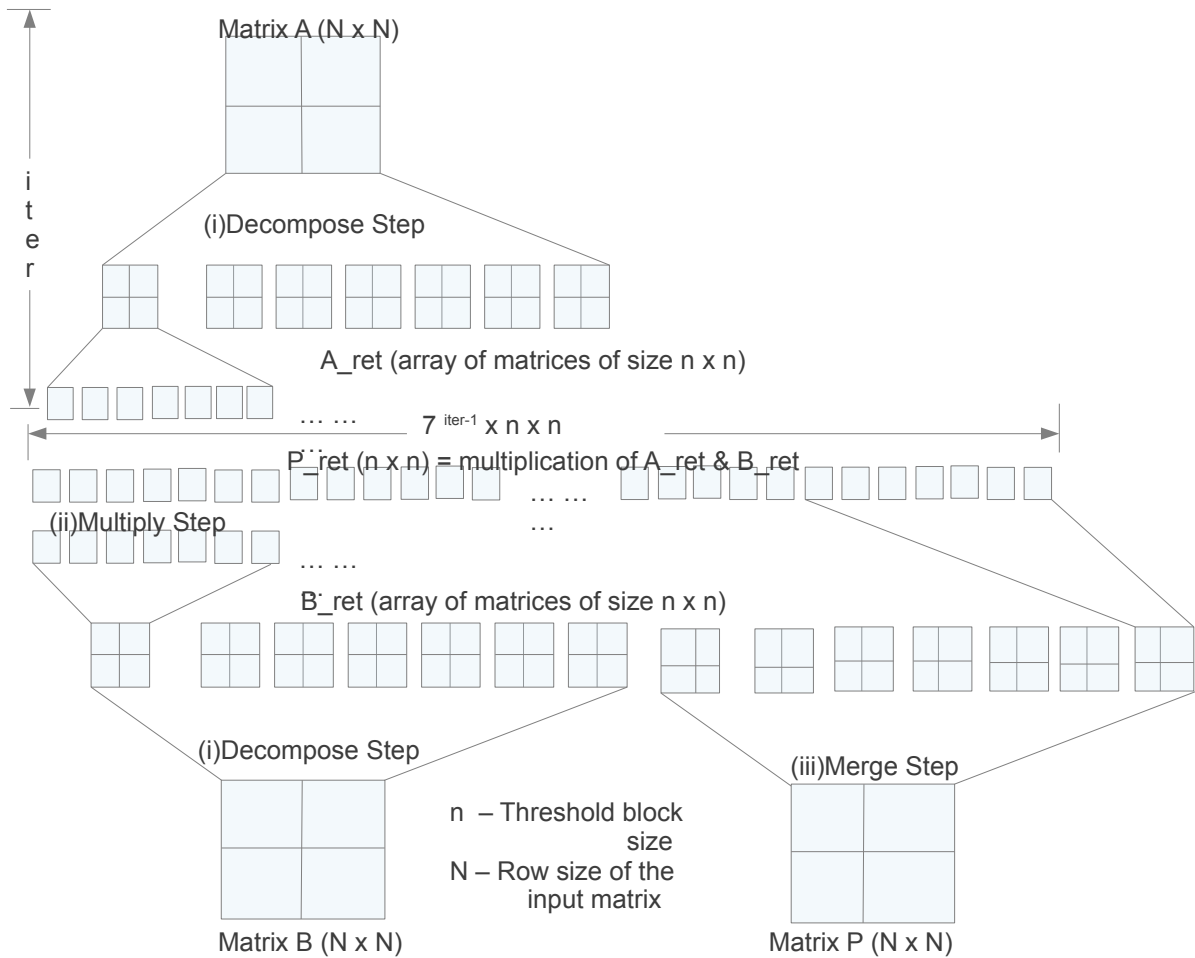 Matrix A (N x N)
iter
(i)Decompose Step
A_ret (array of matrices of size n x n)
... ...
...
7 iter-1 x n x n
P_ret (n x n) = multiplication of A_ret & B_ret
... ...
...
(ii)Multiply Step
... ...
..
B_ret (array of matrices of size n x n)
(i)Decompose Step
(iii)Merge Step
n – Threshold block
size
N – Row size of the
input matrix
Matrix B (N x N)
Matrix P (N x N)